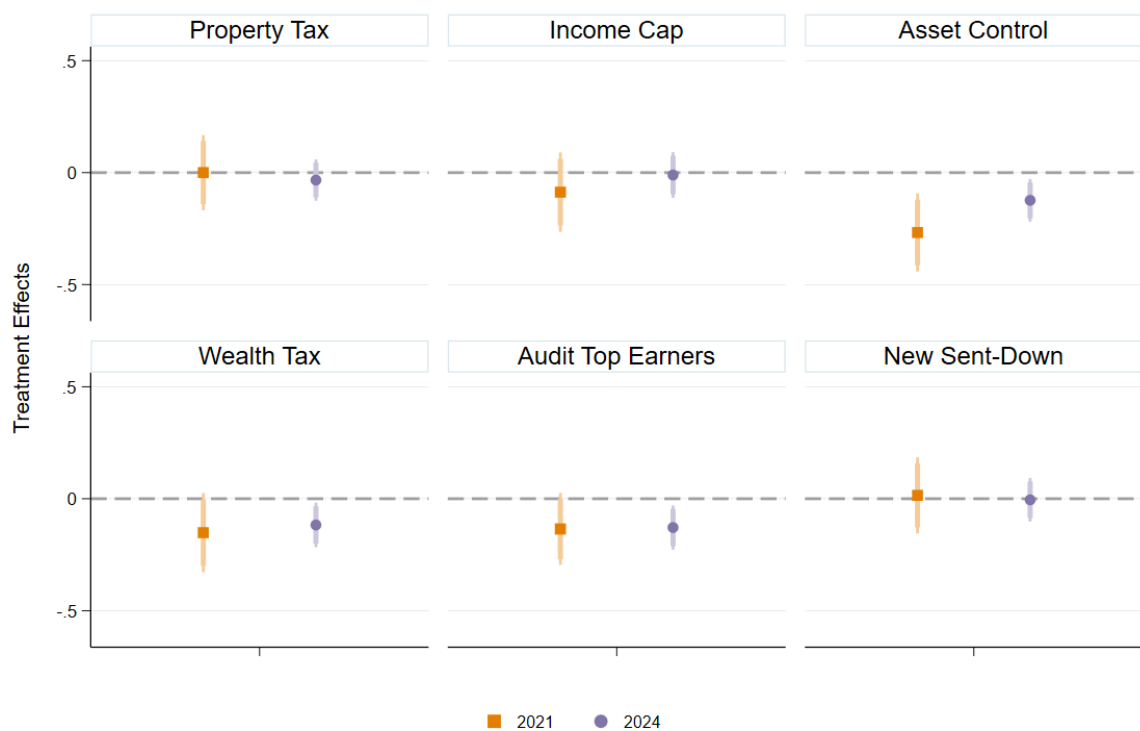 Property Tax
Income Cap
Asset Control
.5
0
-.5
Treatment Effects
Wealth Tax
Audit Top Earners
New Sent-Down
.5
0
-.5
2021
2024